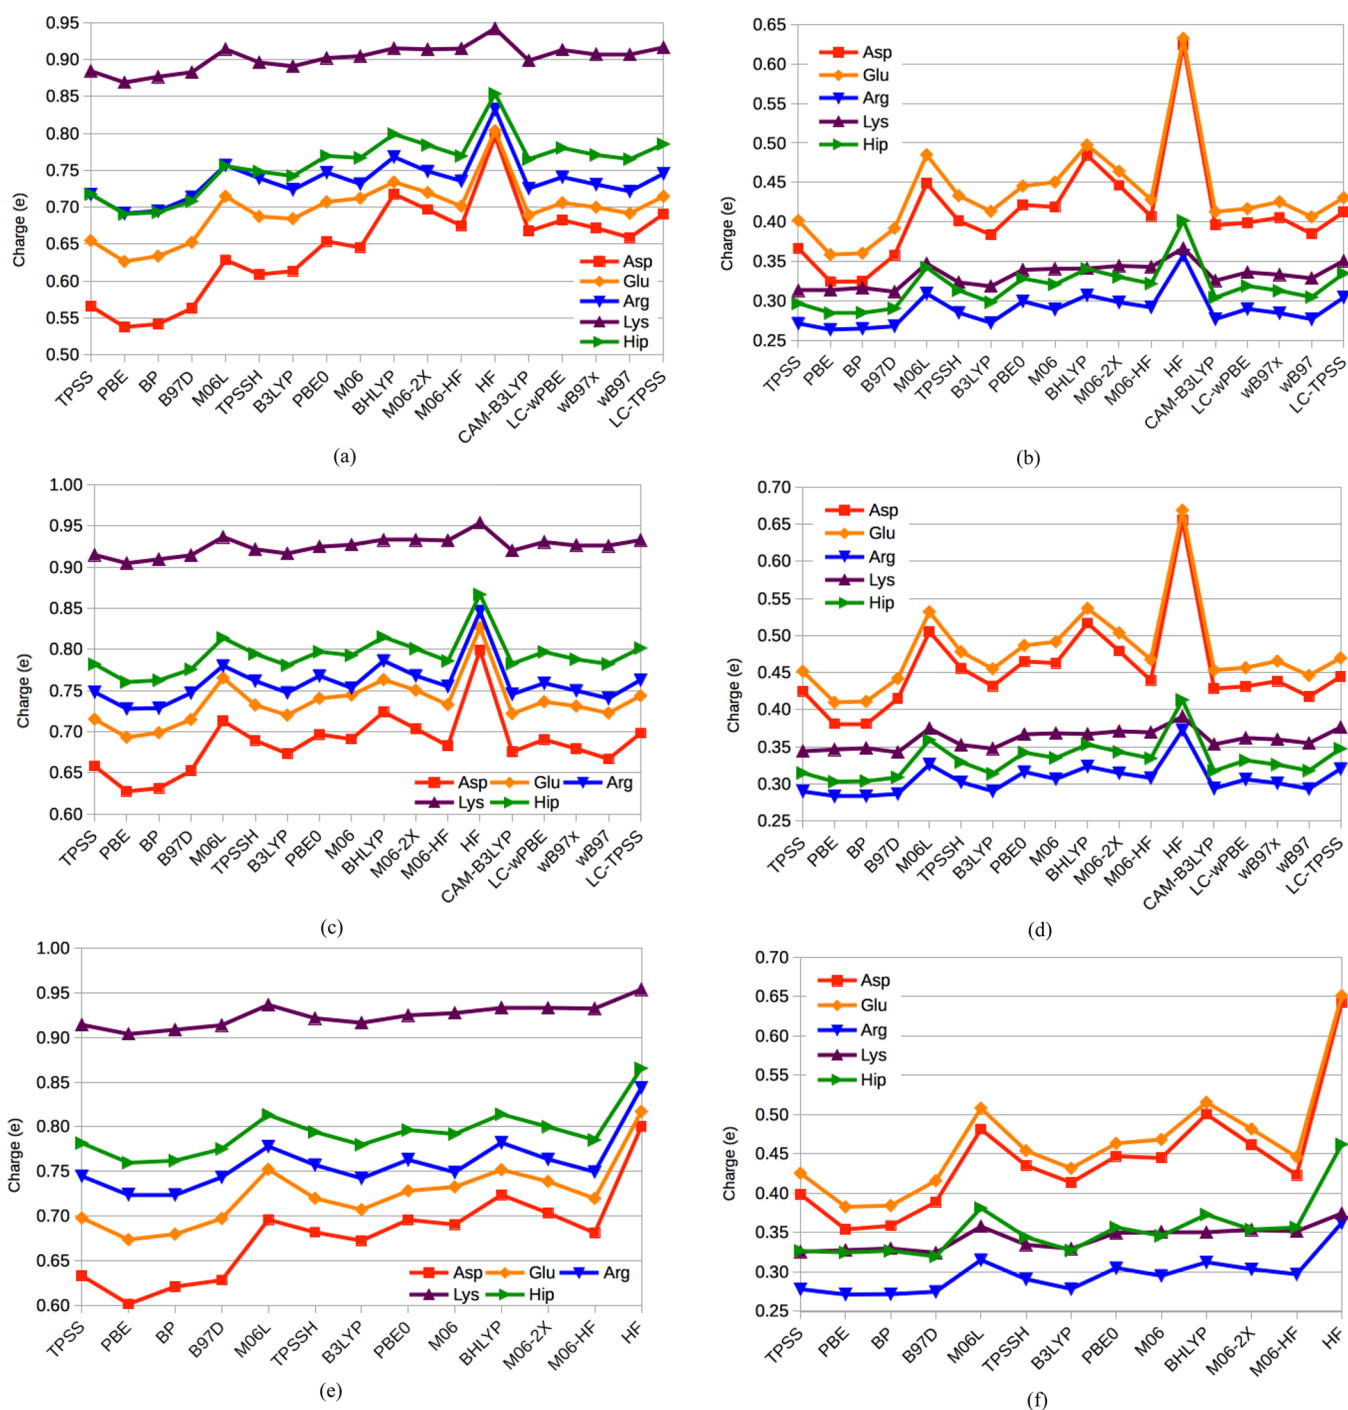 0.95
0.90
0.85
0.80
0.75
0.70
0.65
0.60
0.55
0.50
Charge (e)
Asp
Glu
Arg
Lys
Hip
TPSS PBE BP B97D M06L TPSSH B3LYP PBE0 M06 BHLYP M06-2X M06-HF HF CAM-B3LYP LC-wPBE wB97x wB97 LC-TPSS
(a)
0.65
0.60
0.55
0.50
0.45
0.40
0.35
0.30
0.25
Charge (e)
Asp
Glu
Arg
Lys
Hip
TPSS PBE BP B97D M06L TPSSH B3LYP PBE0 M06 BHLYP M06-2X M06-HF HF CAM-B3LYP LC-wPBE wB97x wB97 LC-TPSS
(b)
1.00
0.95
0.90
0.85
0.80
0.75
0.70
0.65
0.60
Charge (e)
Asp Glu Arg
Lys Hip
TPSS PBE BP B97D M06L TPSSH B3LYP PBE0 M06 BHLYP M06-2X M06-HF HF CAM-B3LYP LC-wPBE wB97x wB97 LC-TPSS
(c)
0.70
0.65
0.60
0.55
0.50
0.45
0.40
0.35
0.30
0.25
Charge (e)
Asp
Glu
Arg
Lys
Hip
TPSS PBE BP B97D M06L TPSSH B3LYP PBE0 M06 BHLYP M06-2X M06-HF HF CAM-B3LYP LC-wPBE wB97x wB97 LC-TPSS
(d)
1.00
0.95
0.90
0.85
0.80
0.75
0.70
0.65
0.60
Charge (e)
Asp Glu Arg
Lys Hip
TPSS PBE BP B97D M06L TPSSH B3LYP PBE0 M06 BHLYP M06-2X M06-HF HF
(e)
0.70
0.65
0.60
0.55
0.50
0.45
0.40
0.35
0.30
0.25
Charge (e)
Asp
Glu
Arg
Lys
Hip
TPSS PBE BP B97D M06L TPSSH B3LYP PBE0 M06 BHLYP M06-2X M06-HF HF
(f)